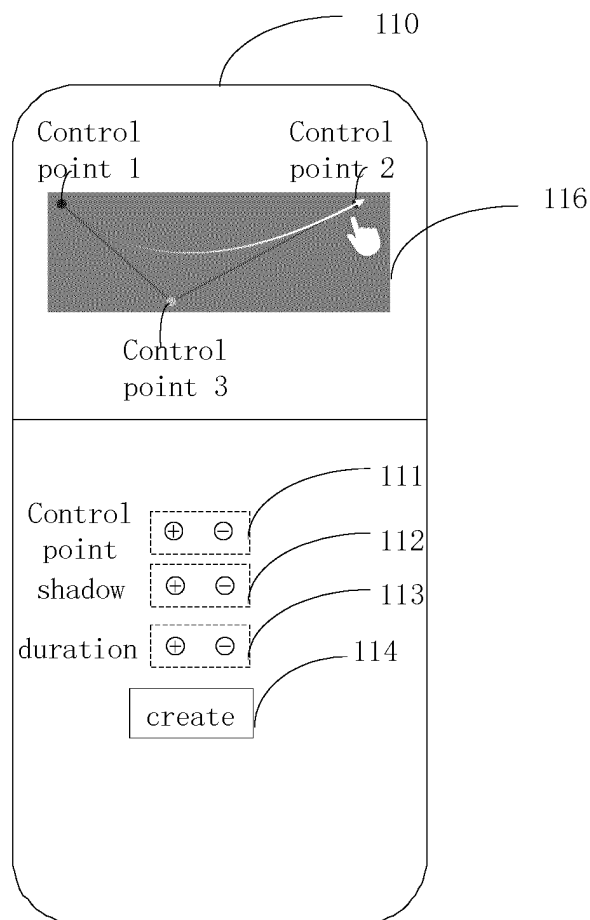 110
Control
point 1
Control
point 2
116
Control
point 3
111
Control
point
112
shadow
113
duration
114
create